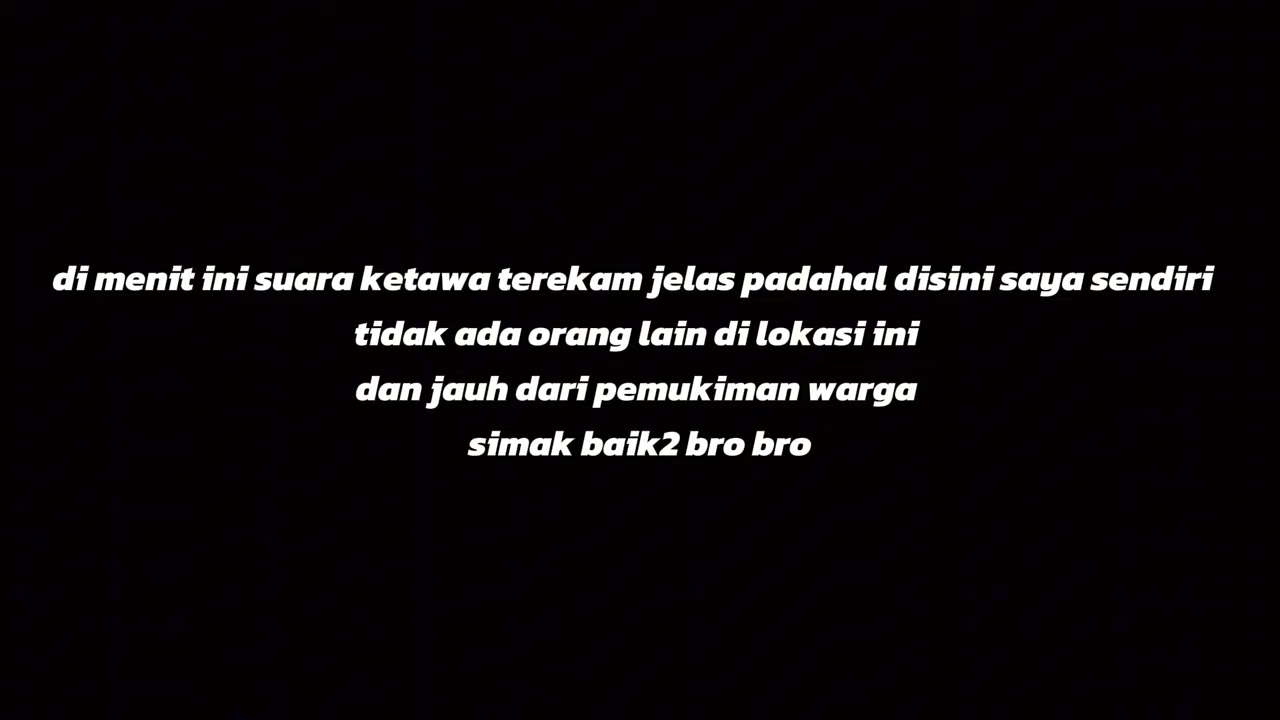 di menit ini suara ketawa terekam jelas padahal disini saya sendiri
tidak ada orang lain di lokasi ini
dan jauh dari pemukiman warga
simak baik2 bro bro